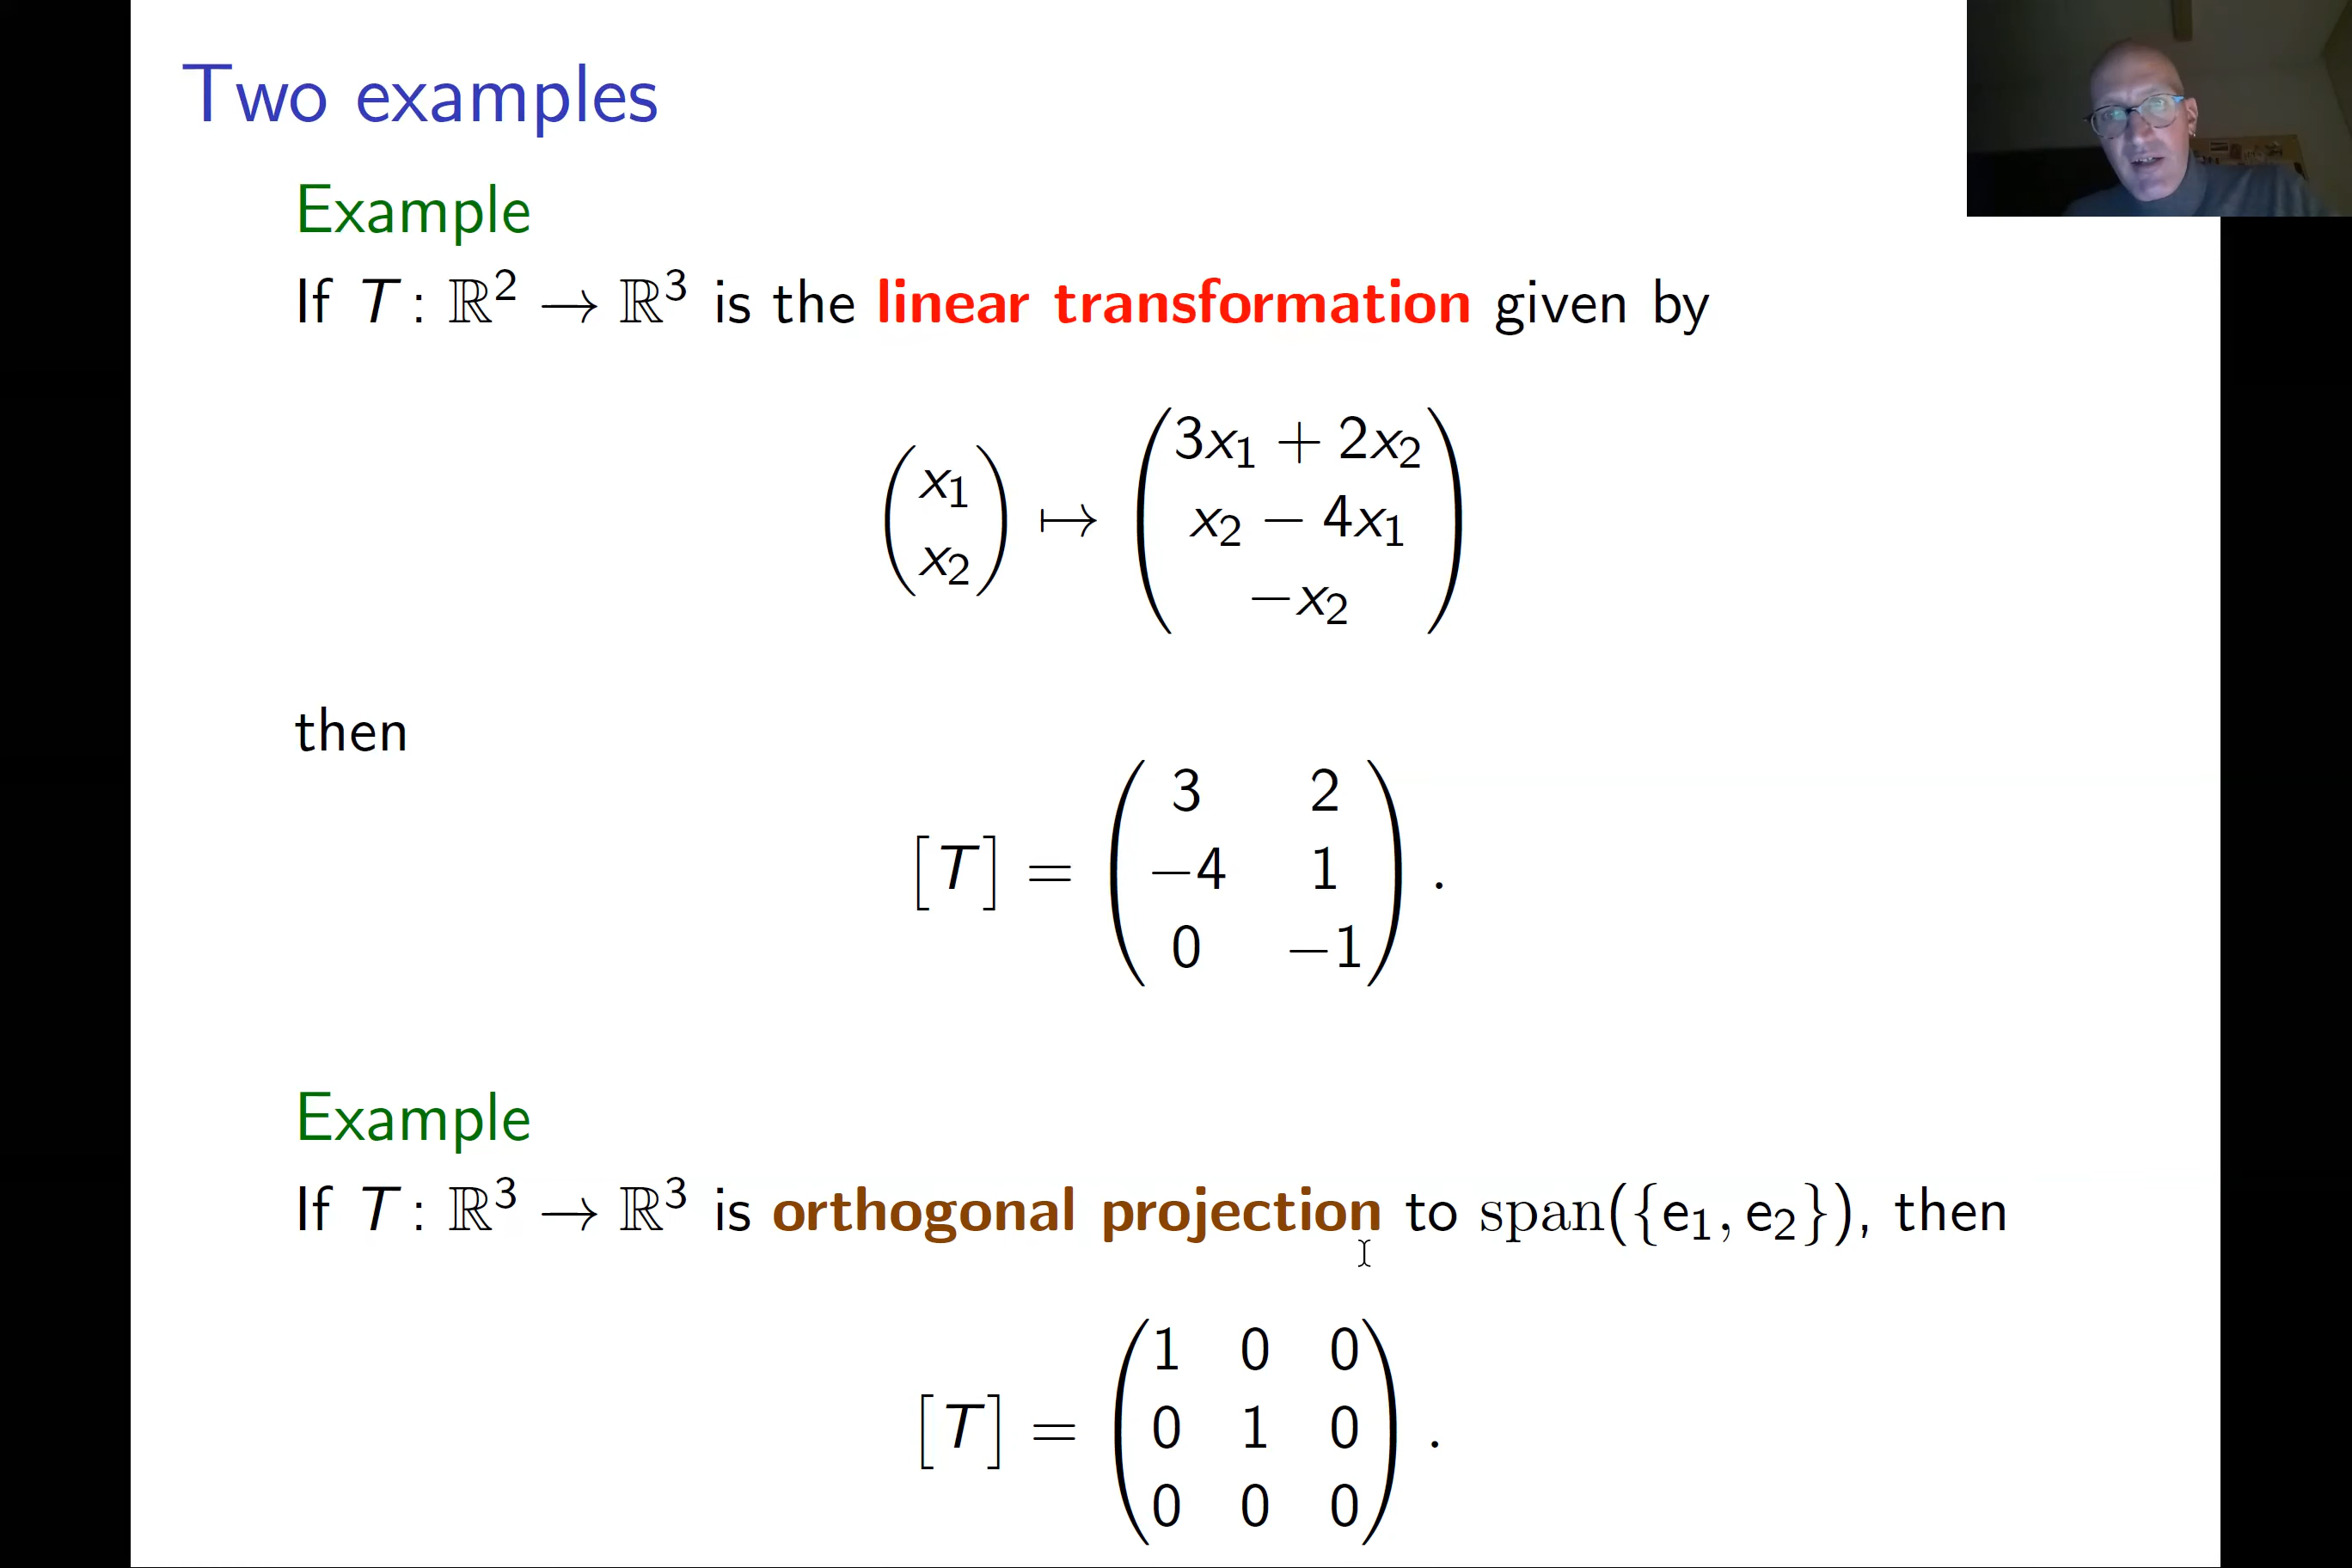 Two examples
Example
If T : ℝ² → ℝ³ is the linear transformation given by
(x₁
x₂) ↦ (3x₁ + 2x₂
x₂ − 4x₁
−x₂)
then
[T] = (3 2
−4 1
0 −1).
Example
If T : ℝ³ → ℝ³ is orthogonal projection to span({e₁, e₂}), then
[T] = (1 0 0
0 1 0
0 0 0).